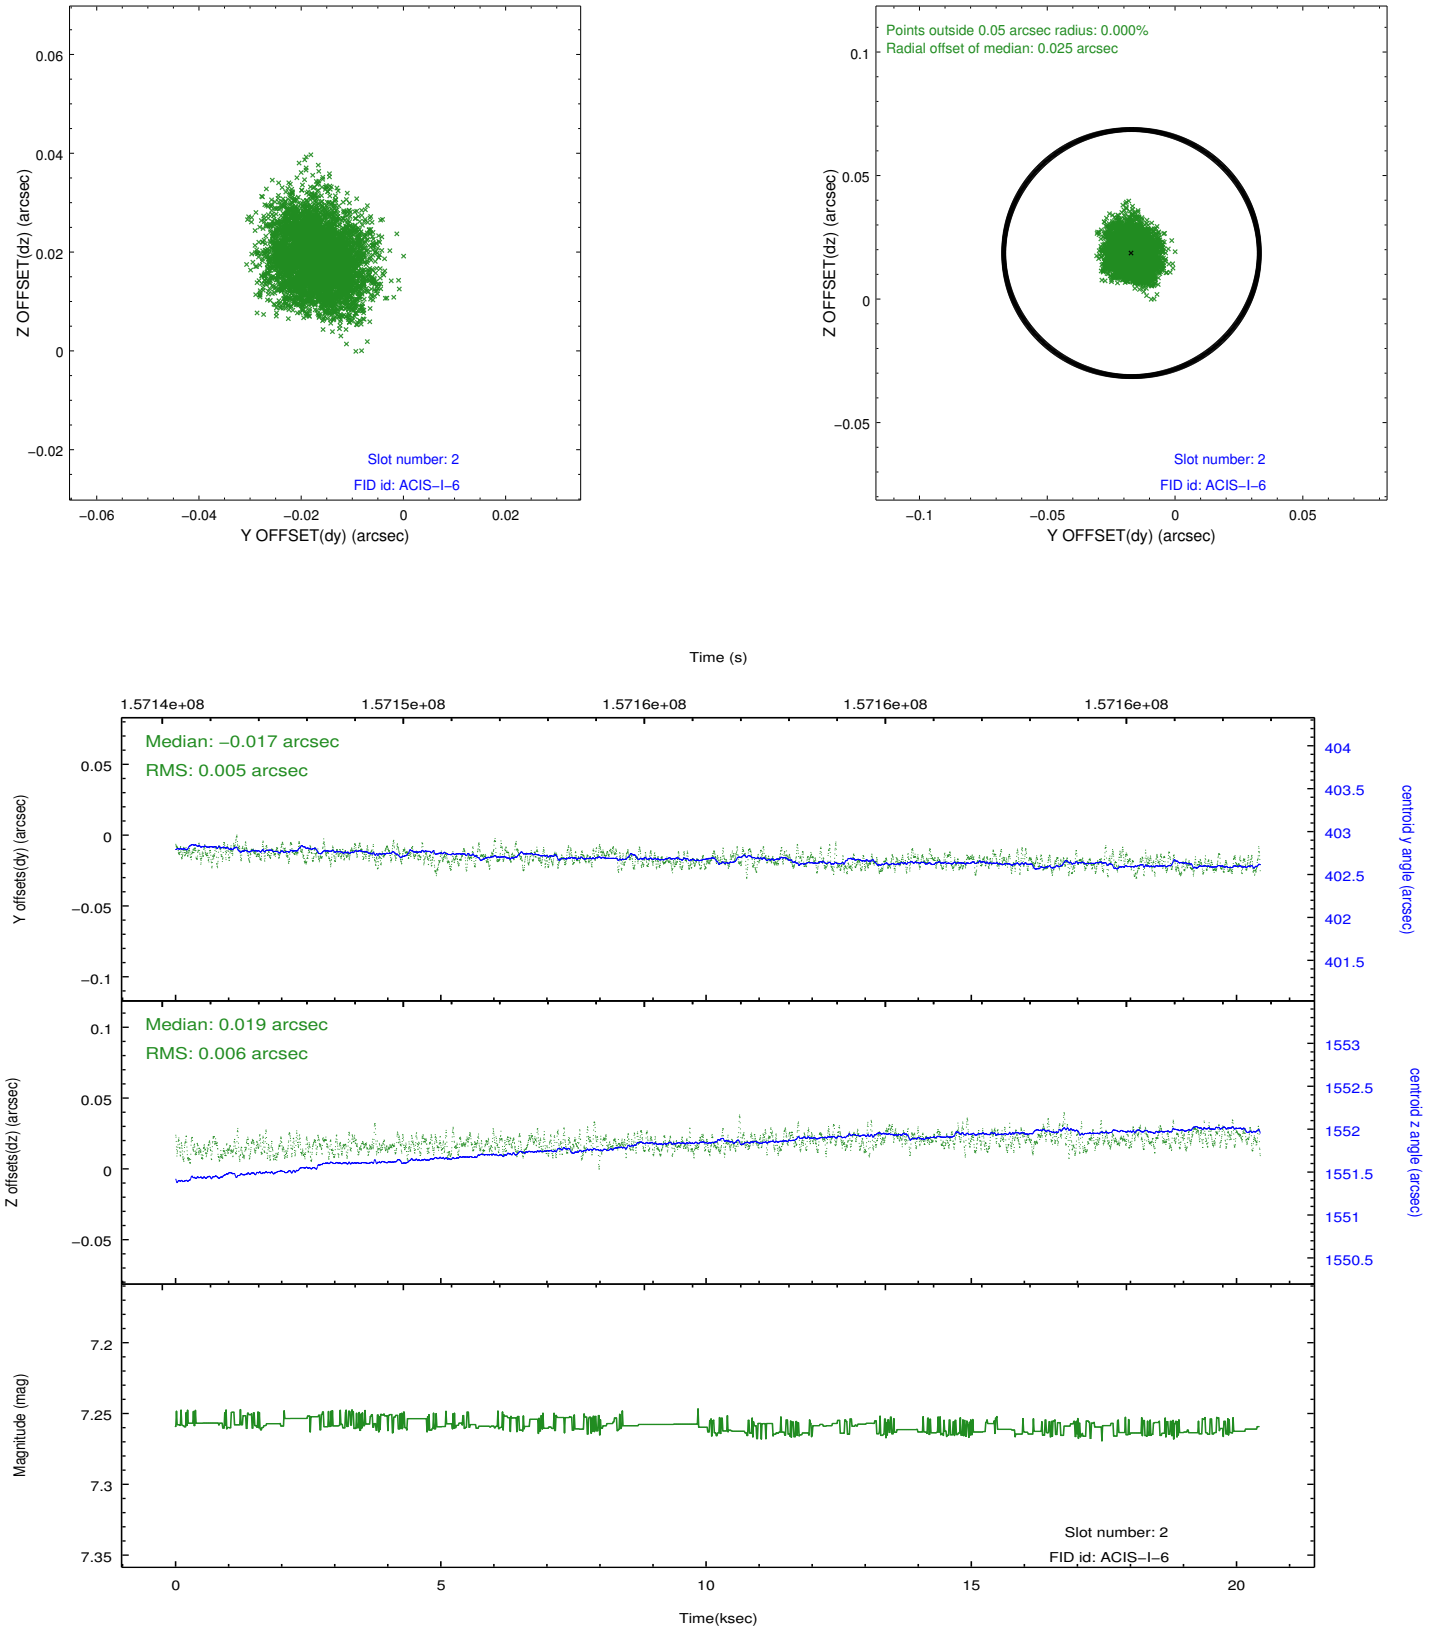 0.06
0.04
0.02
0
−0.02
Z OFFSET(dz) (arcsec)
Slot number: 2
FID id: ACIS−I−6
−0.06
−0.04
−0.02
0
0.02
Y OFFSET(dy) (arcsec)
Points outside 0.05 arcsec radius: 0.000%
Radial offset of median: 0.025 arcsec
0.1
0.05
0
−0.05
Z OFFSET(dz) (arcsec)
Slot number: 2
FID id: ACIS−I−6
−0.1
−0.05
0
0.05
Y OFFSET(dy) (arcsec)
Time (s)
1.5714e+08
1.5715e+08
1.5716e+08
1.5716e+08
1.5716e+08
Median: −0.017 arcsec
RMS: 0.005 arcsec
0.05
0
−0.05
−0.1
Y offsets(dy) (arcsec)
404
403.5
403
402.5
402
401.5
centroid y angle (arcsec)
Median: 0.019 arcsec
RMS: 0.006 arcsec
0.1
0.05
0
−0.05
Z offsets(dz) (arcsec)
1553
1552.5
1552
1551.5
1551
1550.5
centroid z angle (arcsec)
7.2
7.25
7.3
7.35
Magnitude (mag)
Slot number: 2
FID id: ACIS−I−6
0
5
10
15
20
Time(ksec)